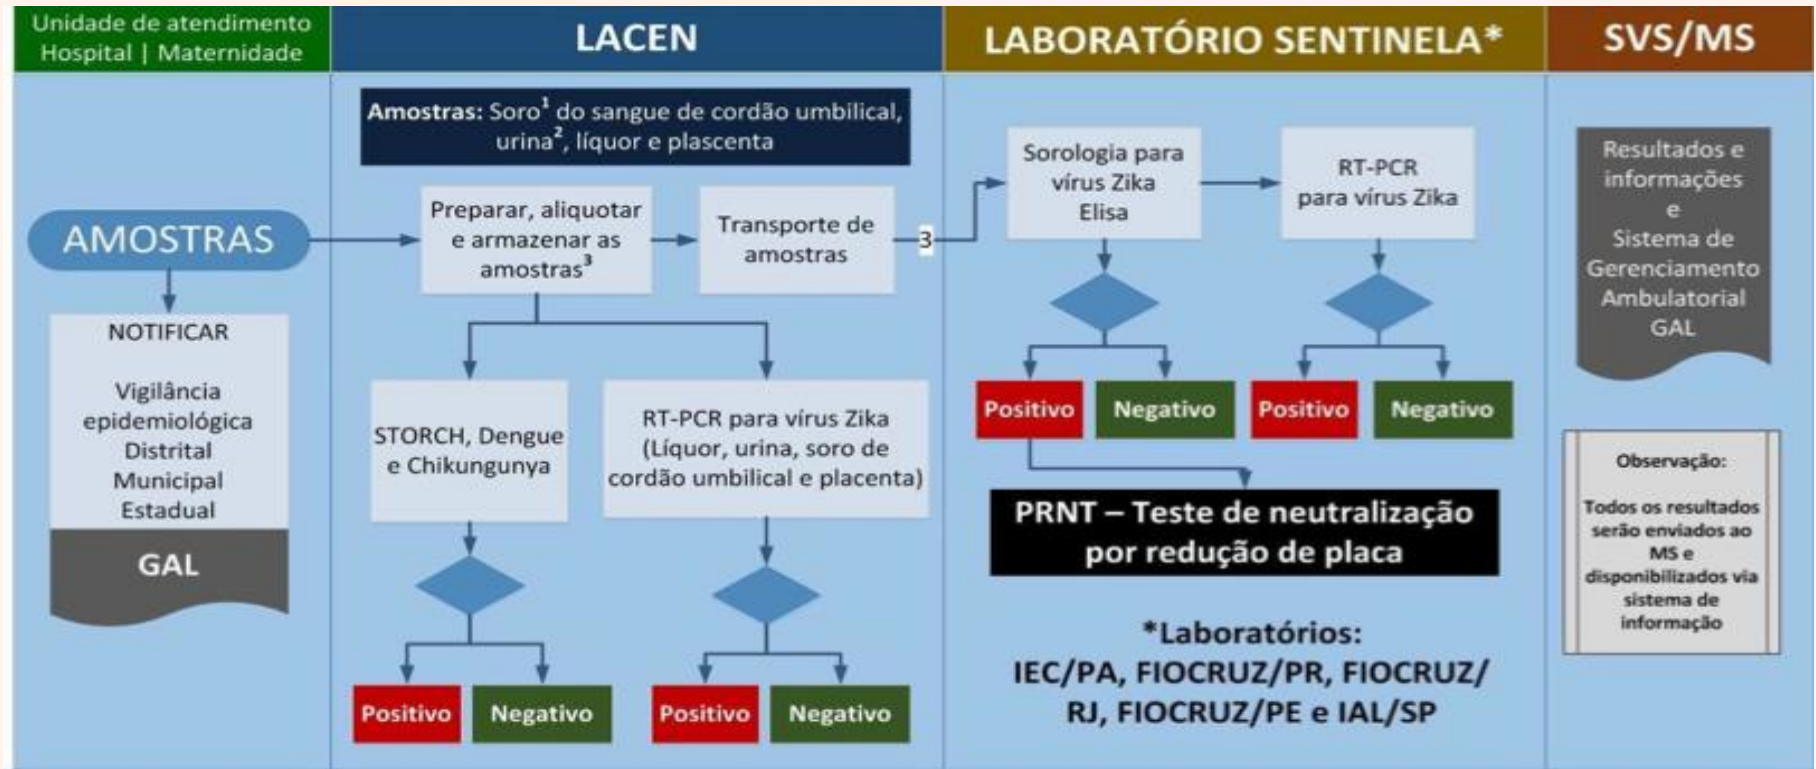 Unidade de atendimento
Hospital | Maternidade
AMOSTRAS
NOTIFICAR
Vigilância
epidemiológica
Distrital
Municipal
Estadual
GAL
LACEN
Amostras: Soro¹ do sangue de cordão umbilical,
urina², líquor e plascenta
Preparar, aliquotar
e armazenar as
amostras³
Transporte de
amostras
3
STORCH, Dengue
e Chikungunya
RT-PCR para vírus Zika
(Líquor, urina, soro de
cordão umbilical e placenta)
Positivo
Negativo
Positivo
Negativo
LABORATÓRIO SENTINELA*
Sorologia para
vírus Zika
Elisa
RT-PCR
para vírus Zika
Positivo
Negativo
Positivo
Negativo
PRNT – Teste de neutralização
por redução de placa
*Laboratórios:
IEC/PA, FIOCRUZ/PR, FIOCRUZ/
RJ, FIOCRUZ/PE e IAL/SP
SVS/MS
Resultados e
informações
e
Sistema de
Gerenciamento
Ambulatorial
GAL
Observação:
Todos os resultados
serão enviados ao
MS e
disponibilizados via
sistema de
informação